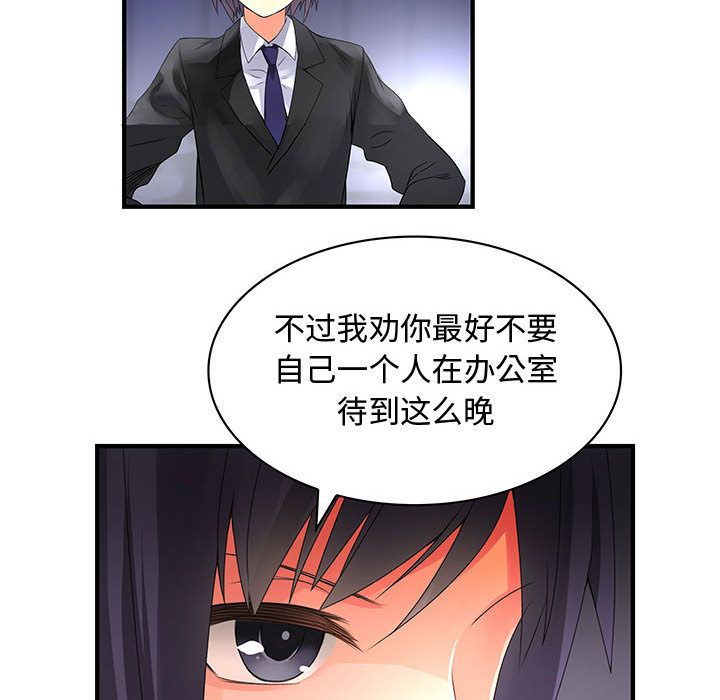 不过我劝你最好不要
自己一个人在办公室
待到这么晚